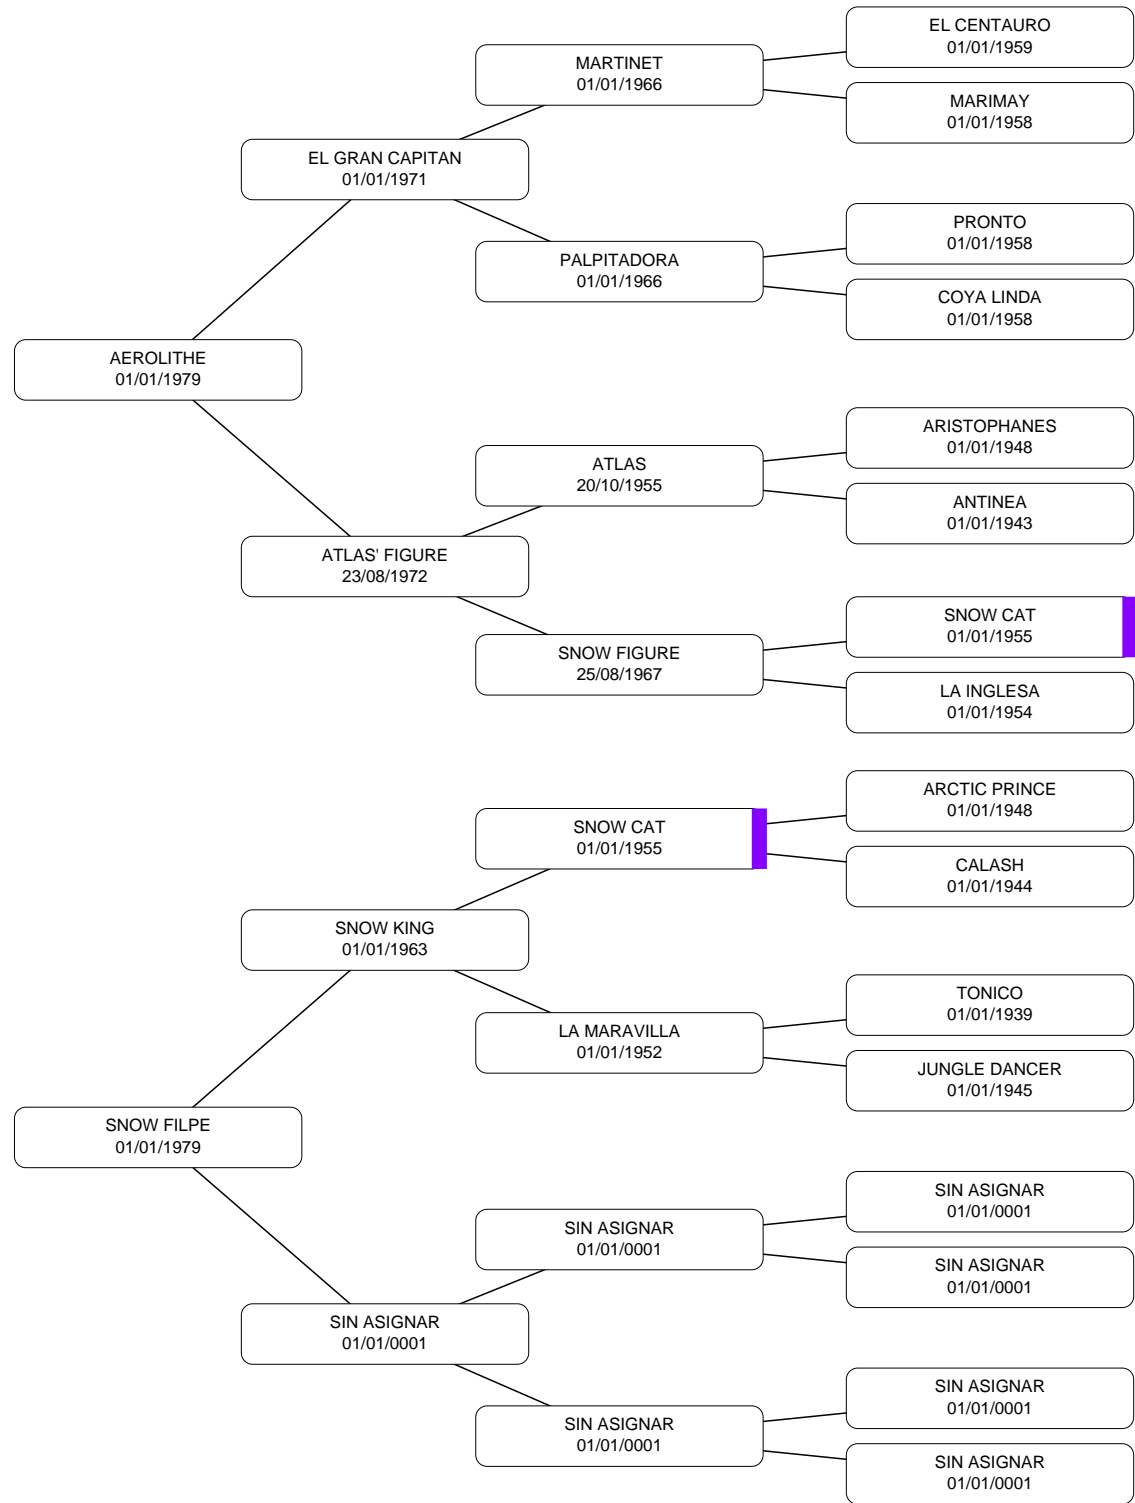 EL CENTAURO
01/01/1959
MARTINET
01/01/1966
MARIMAY
01/01/1958
EL GRAN CAPITAN
01/01/1971
PRONTO
01/01/1958
PALPITADORA
01/01/1966
COYA LINDA
01/01/1958
AEROLITHE
01/01/1979
ARISTOPHANES
01/01/1948
ATLAS
20/10/1955
ANTINEA
01/01/1943
ATLAS' FIGURE
23/08/1972
SNOW CAT
01/01/1955
SNOW FIGURE
25/08/1967
LA INGLESA
01/01/1954
ARCTIC PRINCE
01/01/1948
SNOW CAT
01/01/1955
CALASH
01/01/1944
SNOW KING
01/01/1963
TONICO
01/01/1939
LA MARAVILLA
01/01/1952
JUNGLE DANCER
01/01/1945
SNOW FILPE
01/01/1979
SIN ASIGNAR
01/01/0001
SIN ASIGNAR
01/01/0001
SIN ASIGNAR
01/01/0001
SIN ASIGNAR
01/01/0001
SIN ASIGNAR
01/01/0001
SIN ASIGNAR
01/01/0001
SIN ASIGNAR
01/01/0001